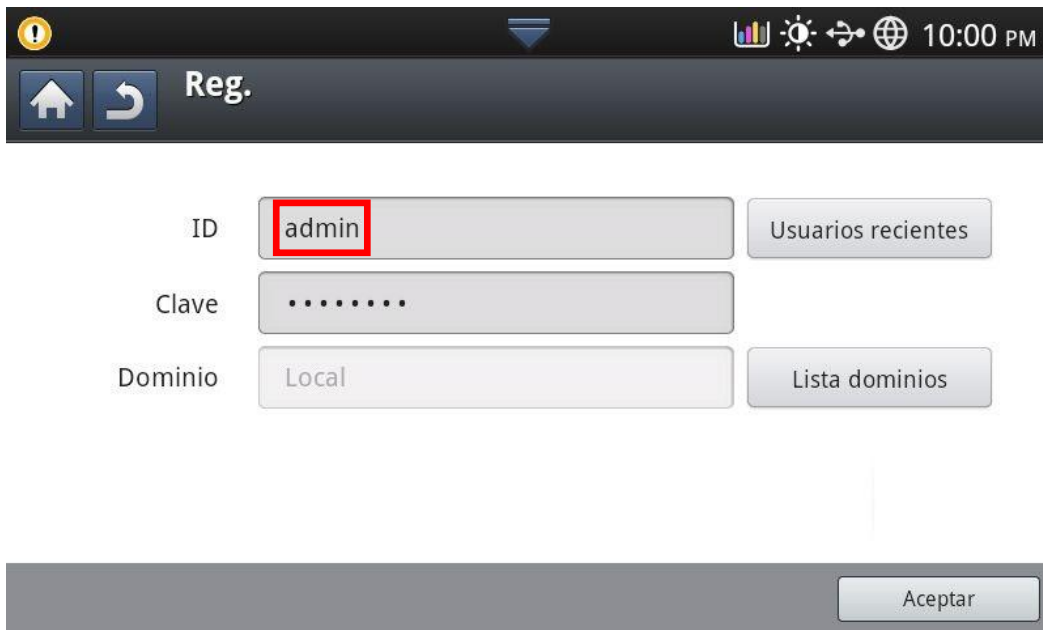 10:00 PM
Reg.
ID admin Usuarios recientes
Clave ••••••••
Dominio Local Lista dominios
Aceptar